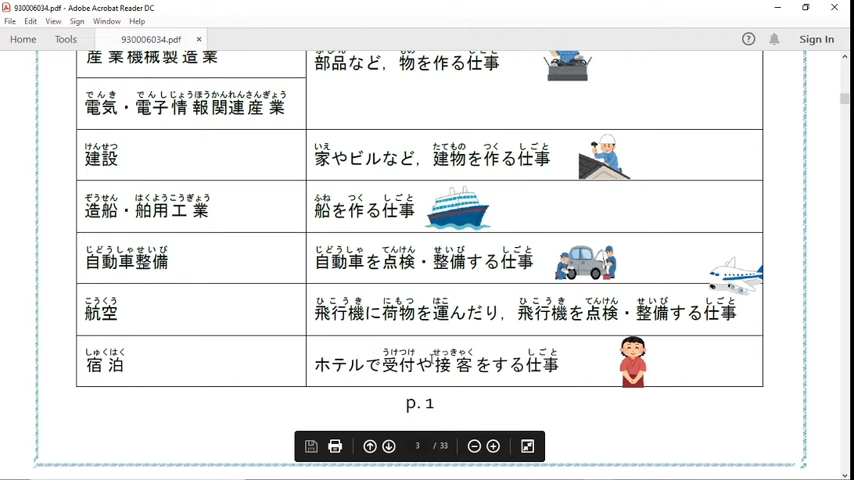 930006034.pdf - Adobe Acrobat Reader DC
File Edit View Sign Window Help
Home Tools 930006034.pdf × Sign In
産業機械製造業
部品など，物を作る仕事
でんき でんしじょうほうかんれんさんぎょう
電気・電子情報関連産業
けんせつ
建設
いえ たてもの つく しごと
家やビルなど，建物を作る仕事
ぞうせん はくようこうぎょう
造船・舶用工業
ふね つく しごと
船を作る仕事
じどうしゃせいび
自動車整備
じどうしゃ てんけん せいび しごと
自動車を点検・整備する仕事
こうくう
航空
ひこうき にもつ はこ ひこうき てんけん せいび しごと
飛行機に荷物を運んだり，飛行機を点検・整備する仕事
しゅくはく
宿泊
うけつけ せっきゃく しごと
ホテルで受付や接客をする仕事
p.1
3 / 33